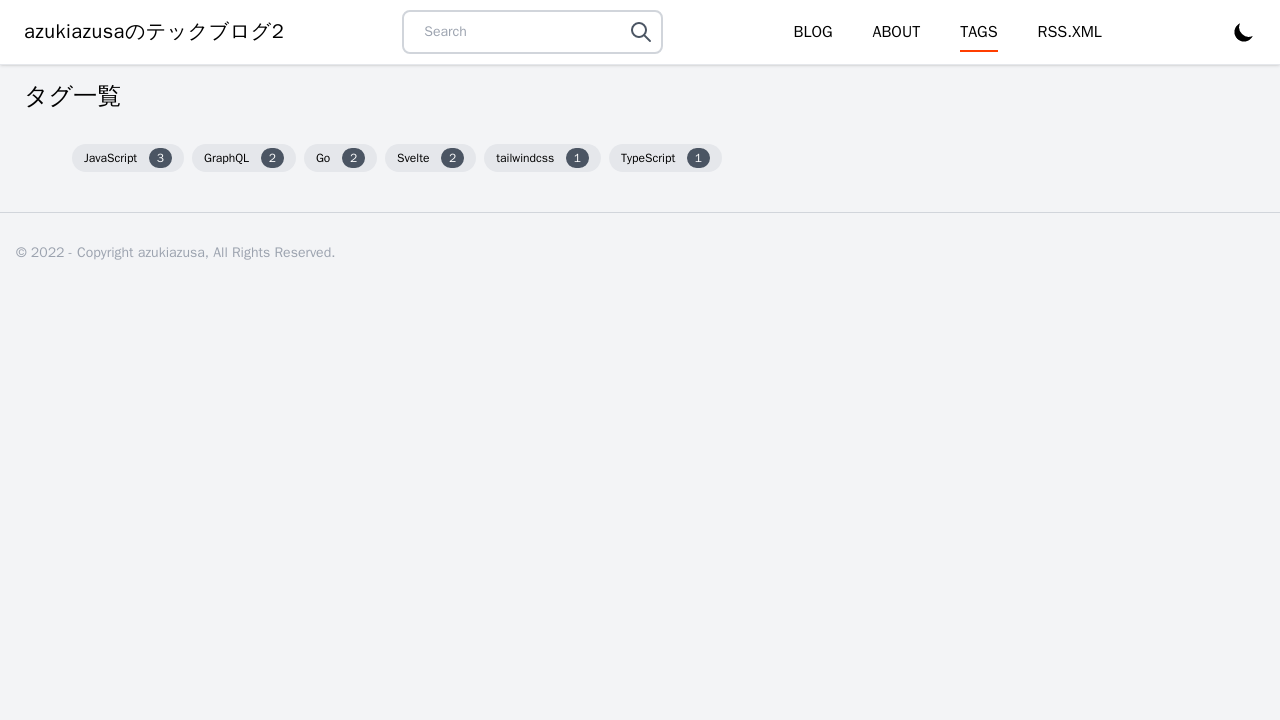 azukiazusaのテックブログ2
Search
BLOG
ABOUT
TAGS
RSS.XML
タグ一覧
JavaScript 3
GraphQL 2
Go 2
Svelte 2
tailwindcss 1
TypeScript 1
© 2022 - Copyright azukiazusa, All Rights Reserved.